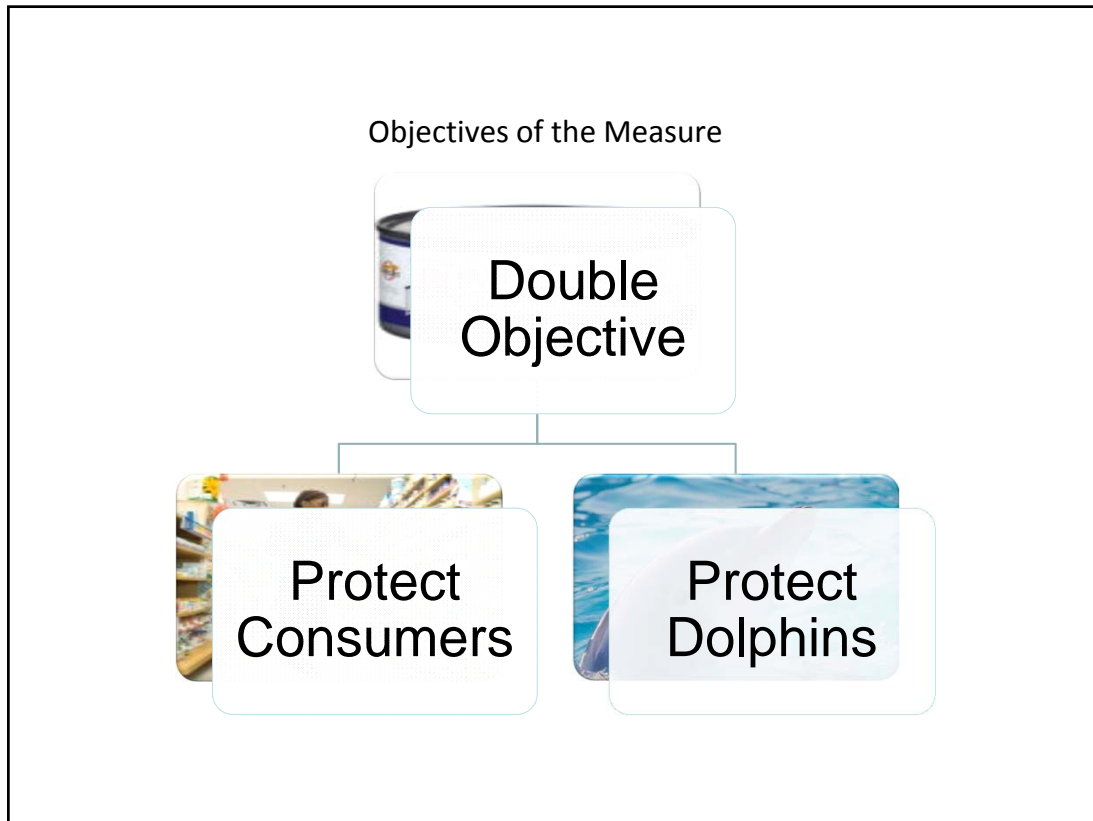 Objectives of the Measure
Double
Objective
Protect
Consumers
Protect
Dolphins